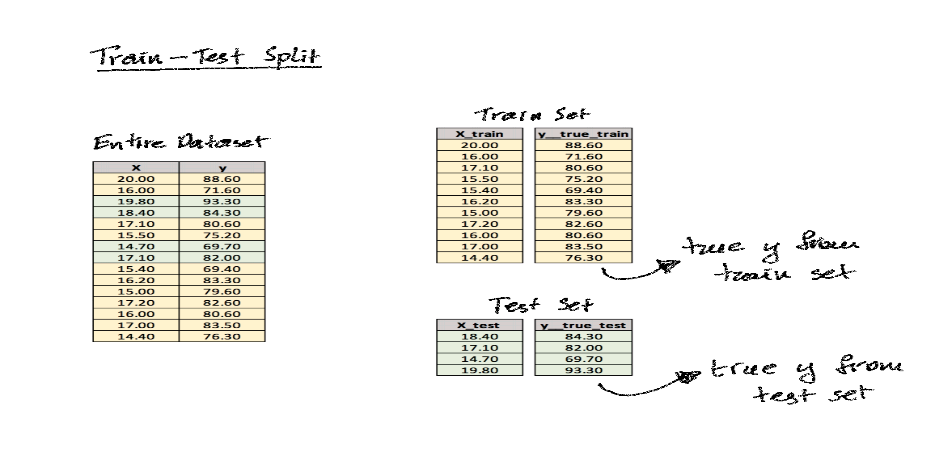 Train-Test Split
Entire Dataset
X y
20.00 88.60
16.00 71.60
19.80 93.30
18.40 84.30
17.10 80.60
15.50 75.20
14.70 69.70
17.10 82.00
15.40 69.40
16.20 83.30
15.00 79.60
17.20 82.60
16.00 80.60
17.00 83.50
14.40 76.30
Train Set
X_train y__true_train
20.00 88.60
16.00 71.60
17.10 80.60
15.50 75.20
15.40 69.40
16.20 83.30
15.00 79.60
17.20 82.60
16.00 80.60
17.00 83.50
14.40 76.30
true y from
train set
Test Set
X_test y__true_test
18.40 84.30
17.10 82.00
14.70 69.70
19.80 93.30
true y from
test set